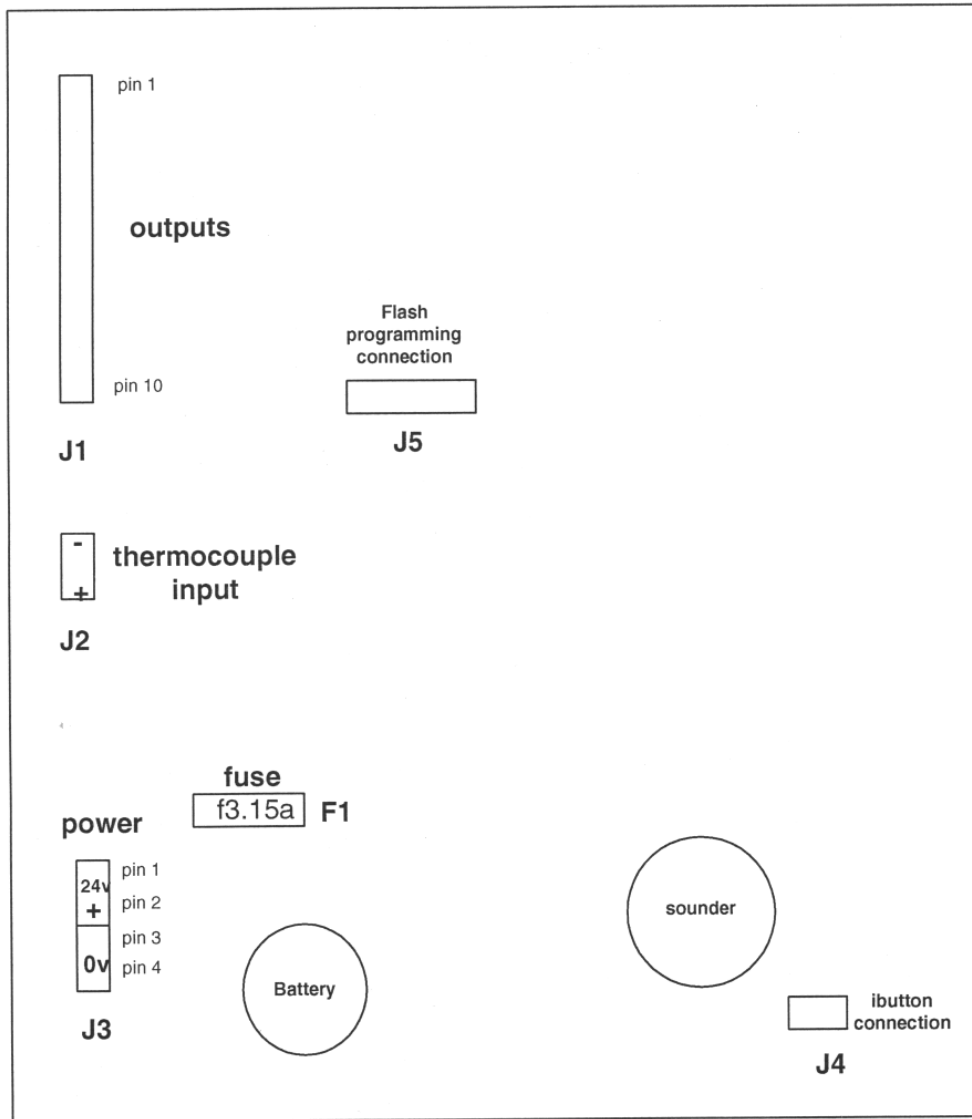 pin 1
outputs
Flash
programming
connection
pin 10
J1
J5
-
thermocouple
+
input
J2
fuse
f3.15a
F1
power
pin 1
24v
+
pin 2
pin 3
0v
pin 4
J3
Battery
sounder
ibutton
connection
J4